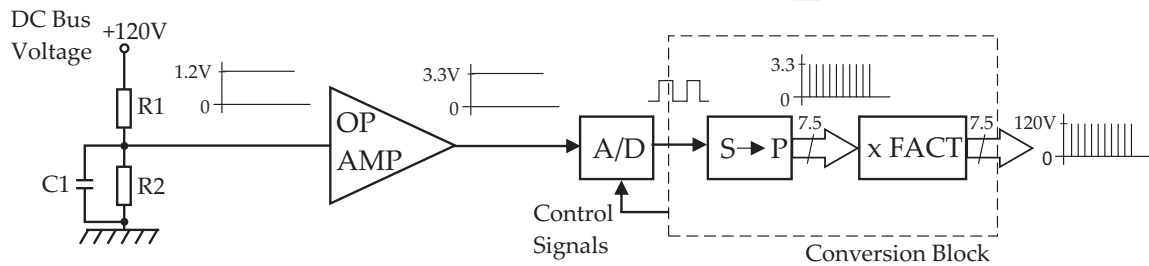 DC Bus
Voltage
+120V
1.2V
0
R1
C1
R2
OP
AMP
3.3V
0
A/D
Control
Signals
3.3
0
S→P
7.5
x FACT
7.5
120V
0
Conversion Block